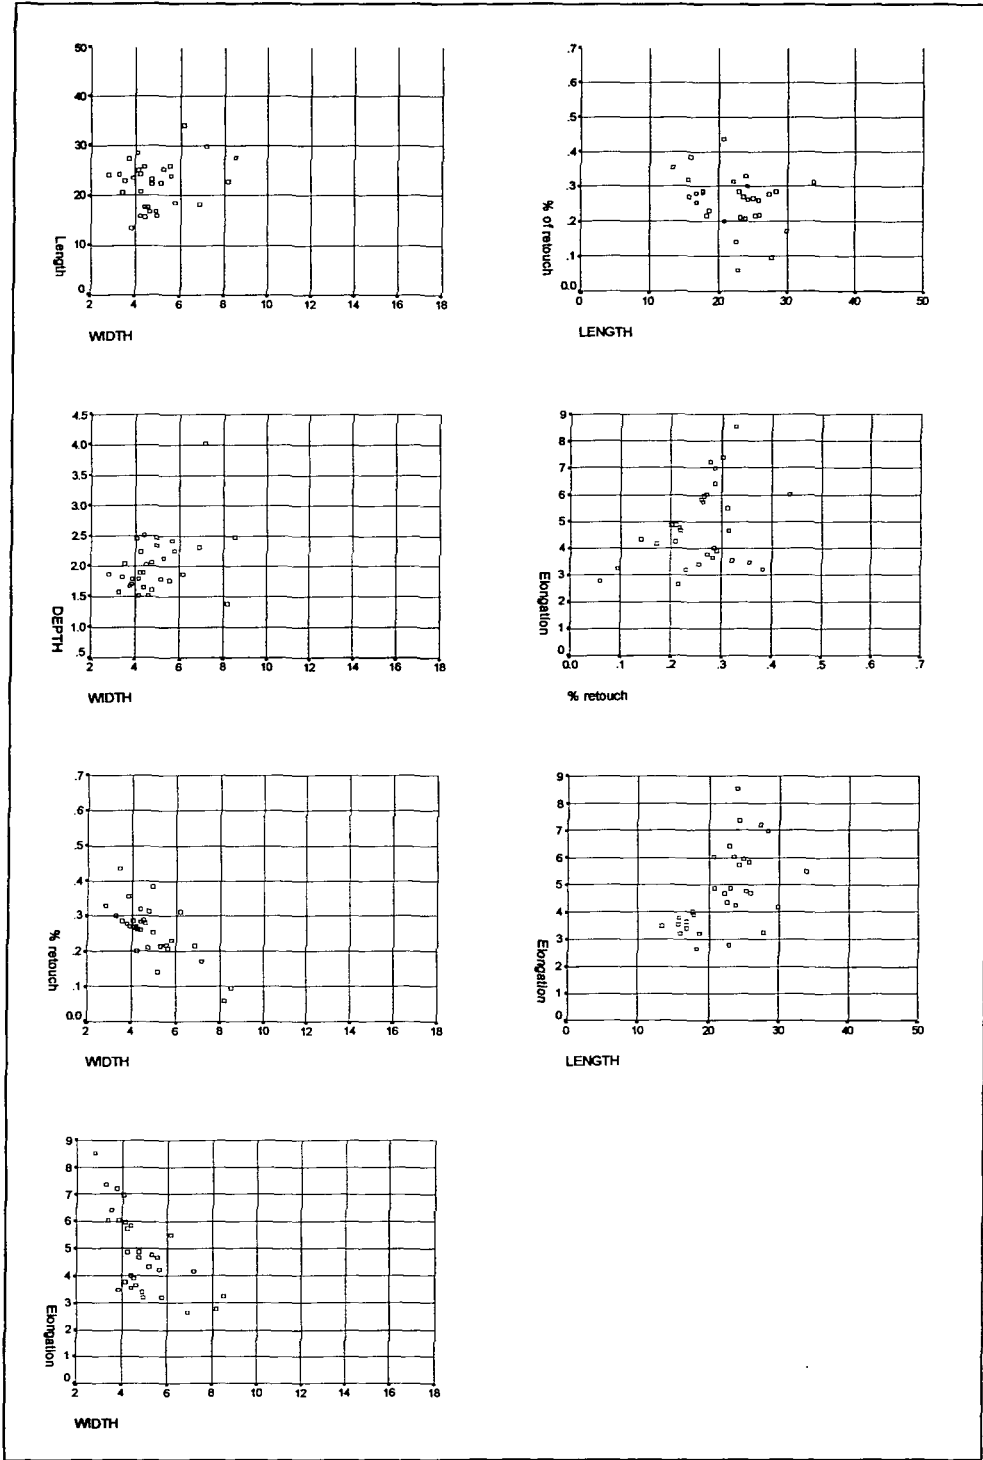 50
40
30
20
10
0
Length
2 4 6 8 10 12 14 16 18
WIDTH
.7
.6
.5
.4
.3
.2
.1
0.0
% of retouch
0 10 20 30 40 50
LENGTH
4.5
4.0
3.5
3.0
2.5
2.0
1.5
1.0
.5
DEPTH
2 4 6 8 10 12 14 16 18
WIDTH
9
8
7
6
5
4
3
2
1
0
Elongation
0.0 .1 .2 .3 .4 .5 .6 .7
% retouch
.7
.6
.5
.4
.3
.2
.1
0.0
% retouch
2 4 6 8 10 12 14 16 18
WIDTH
9
8
7
6
5
4
3
2
1
0
Elongation
0 10 20 30 40 50
LENGTH
9
8
7
6
5
4
3
2
1
0
Elongation
2 4 6 8 10 12 14 16 18
WIDTH